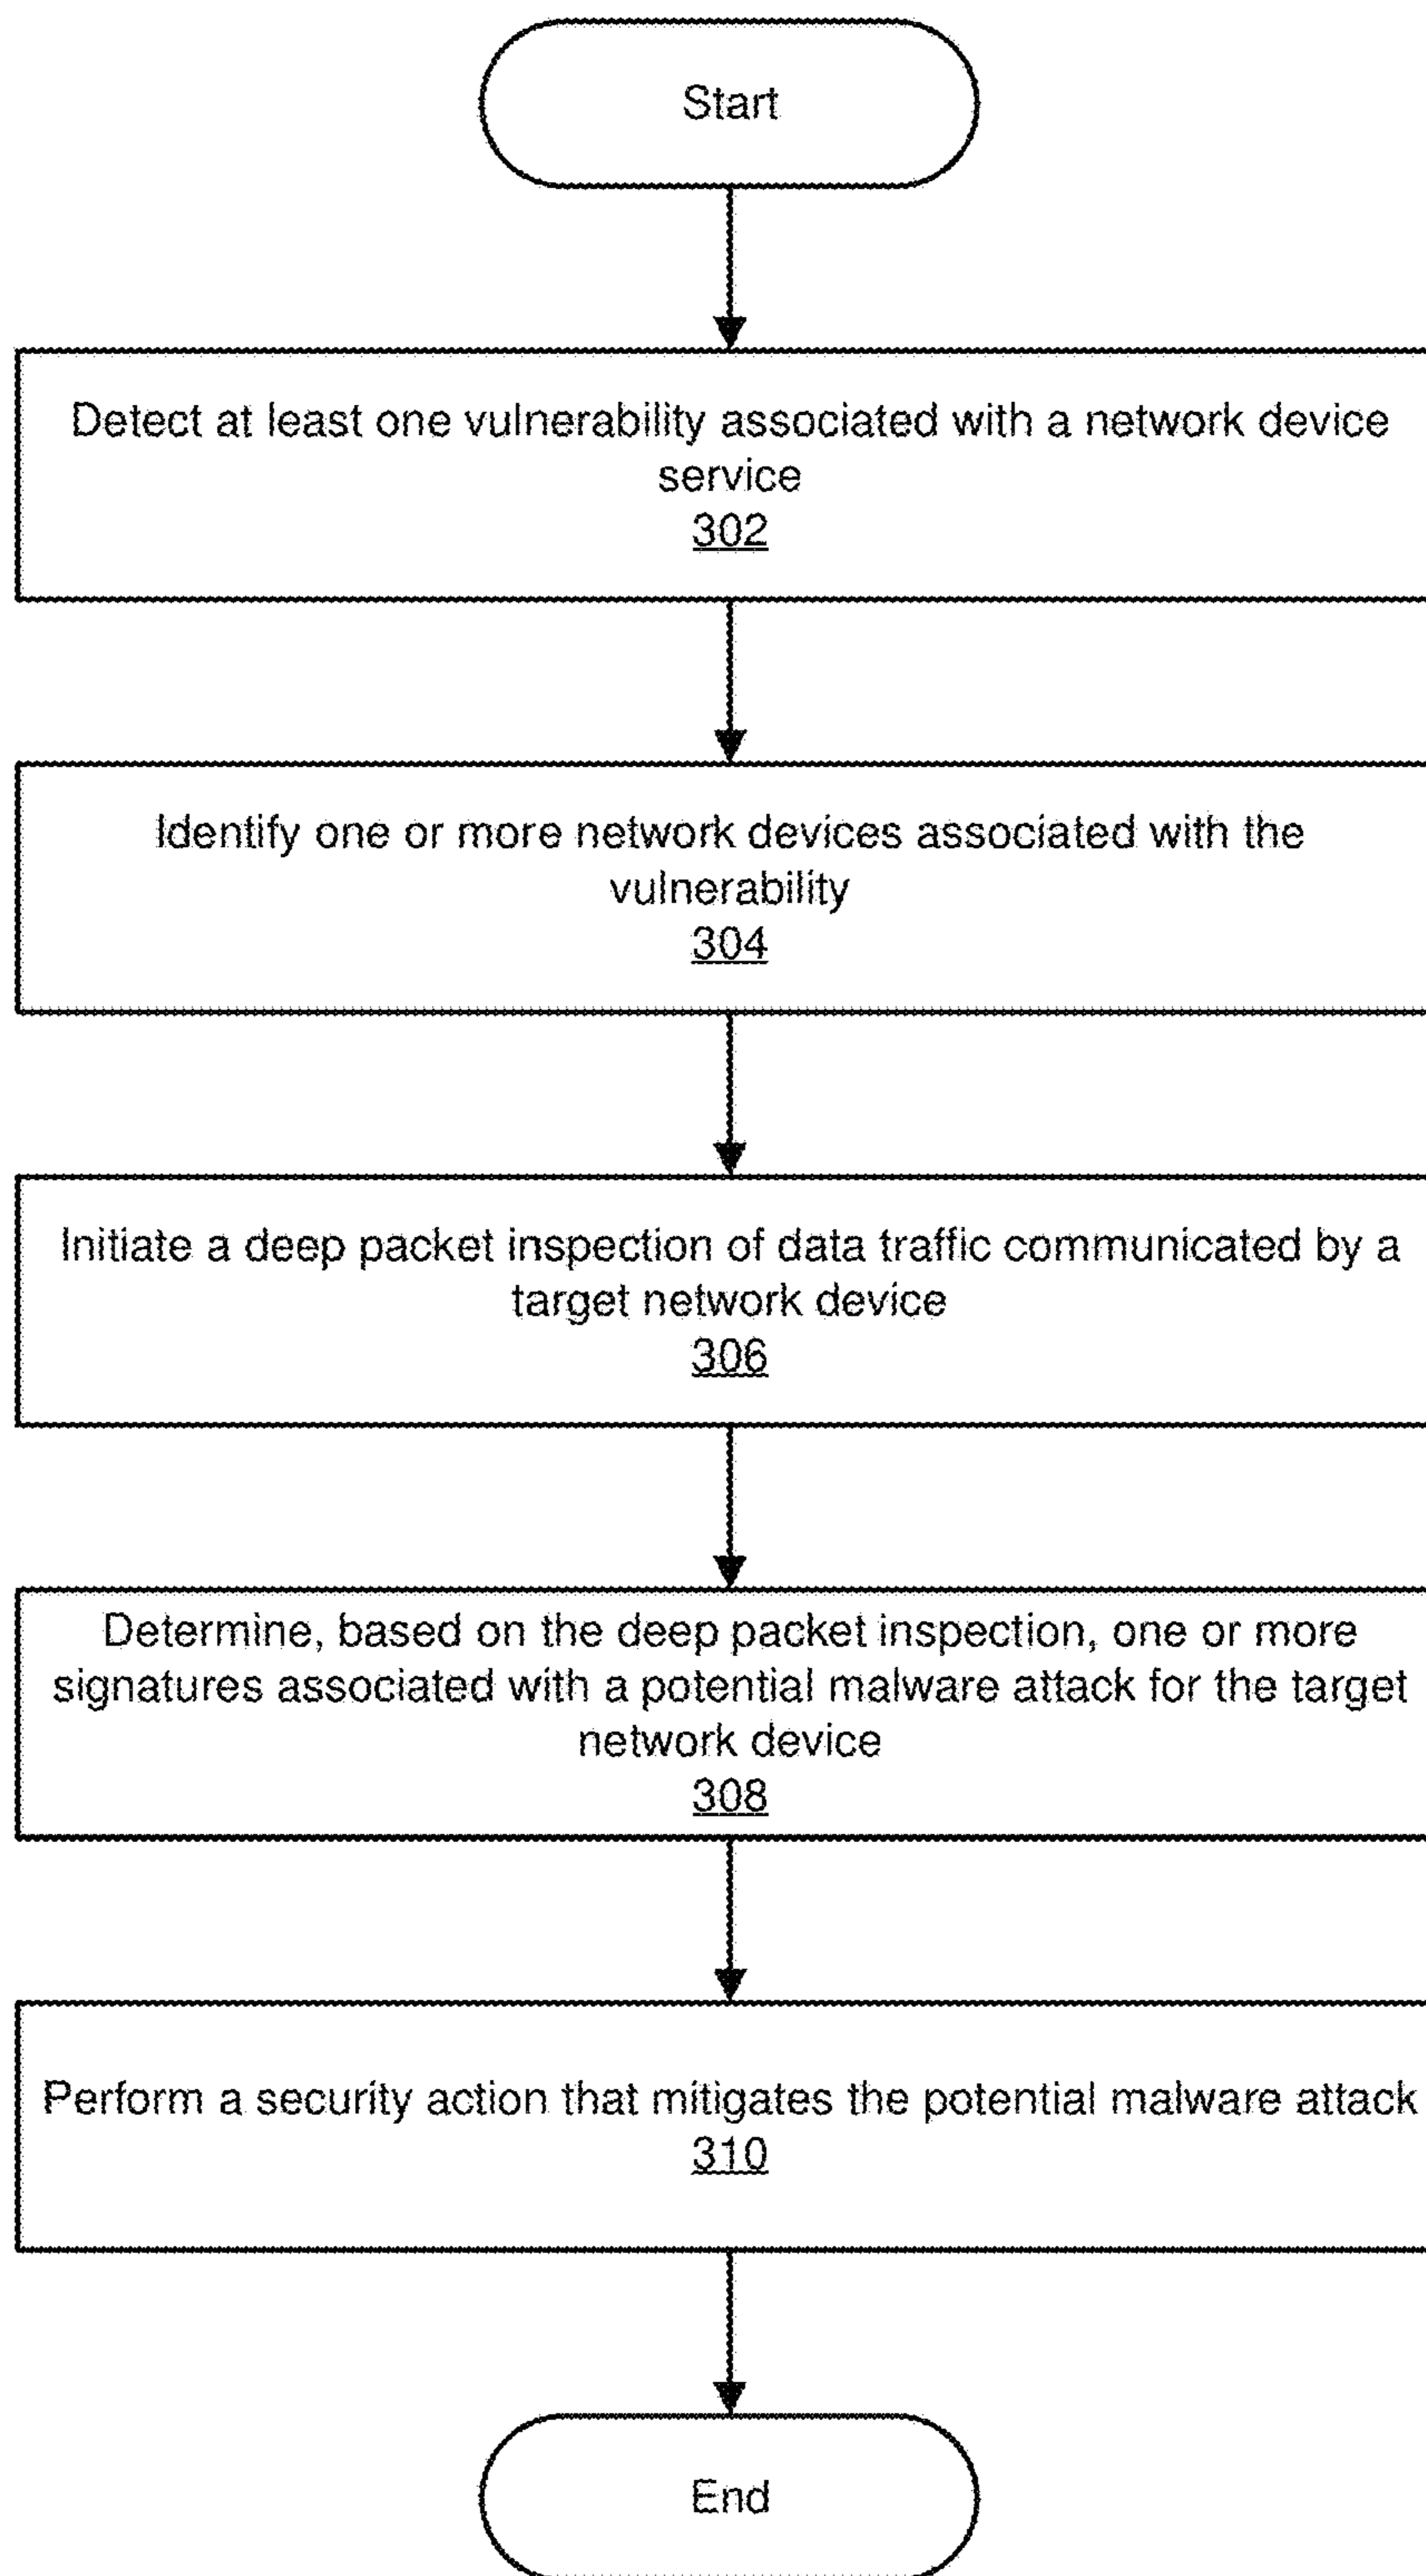 Start
Detect at least one vulnerability associated with a network device
service
302
Identify one or more network devices associated with the
vulnerability
304
Initiate a deep packet inspection of data traffic communicated by a
target network device
306
Determine, based on the deep packet inspection, one or more
signatures associated with a potential malware attack for the target
network device
308
Perform a security action that mitigates the potential malware attack
310
End